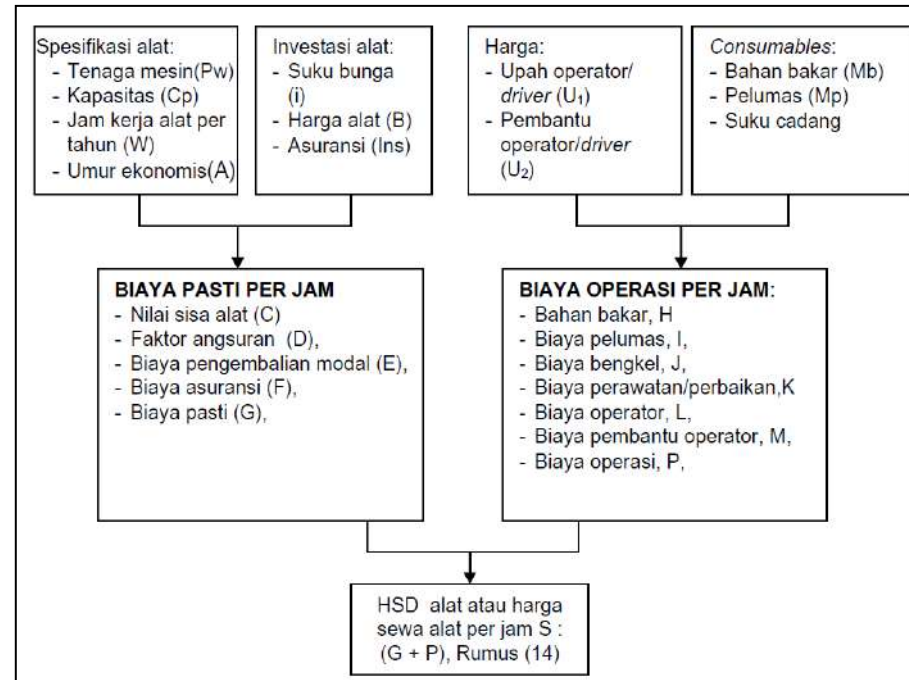 Spesifikasi alat:
- Tenaga mesin(Pw)
- Kapasitas (Cp)
- Jam kerja alat per
tahun (W)
- Umur ekonomis(A)
Investasi alat:
- Suku bunga
(i)
- Harga alat (B)
- Asuransi (Ins)
Harga:
- Upah operator/
driver (U₁)
- Pembantu
operator/driver
(U₂)
Consumables:
- Bahan bakar (Mb)
- Pelumas (Mp)
- Suku cadang
BIAYA PASTI PER JAM
- Nilai sisa alat (C)
- Faktor angsuran (D),
- Biaya pengembalian modal (E),
- Biaya asuransi (F),
- Biaya pasti (G),
BIAYA OPERASI PER JAM:
- Bahan bakar, H
- Biaya pelumas, I,
- Biaya bengkel, J,
- Biaya perawatan/perbaikan,K
- Biaya operator, L,
- Biaya pembantu operator, M,
- Biaya operasi, P,
HSD alat atau harga
sewa alat per jam S :
(G + P), Rumus (14)